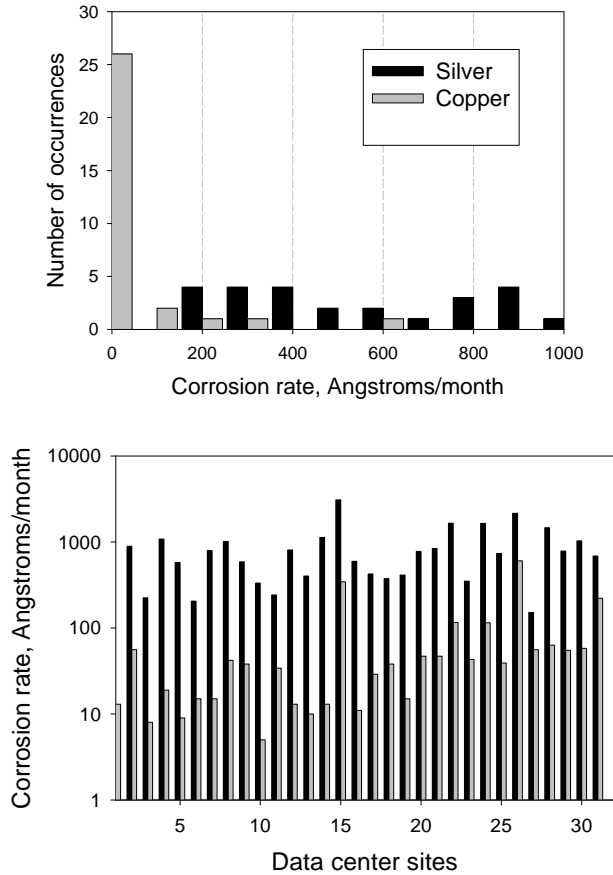 30
25
20
15
10
5
0
Number of occurrences
Silver
Copper
0 200 400 600 800 1000
Corrosion rate, Angstroms/month
10000
1000
100
10
1
Corrosion rate, Angstroms/month
5 10 15 20 25 30
Data center sites